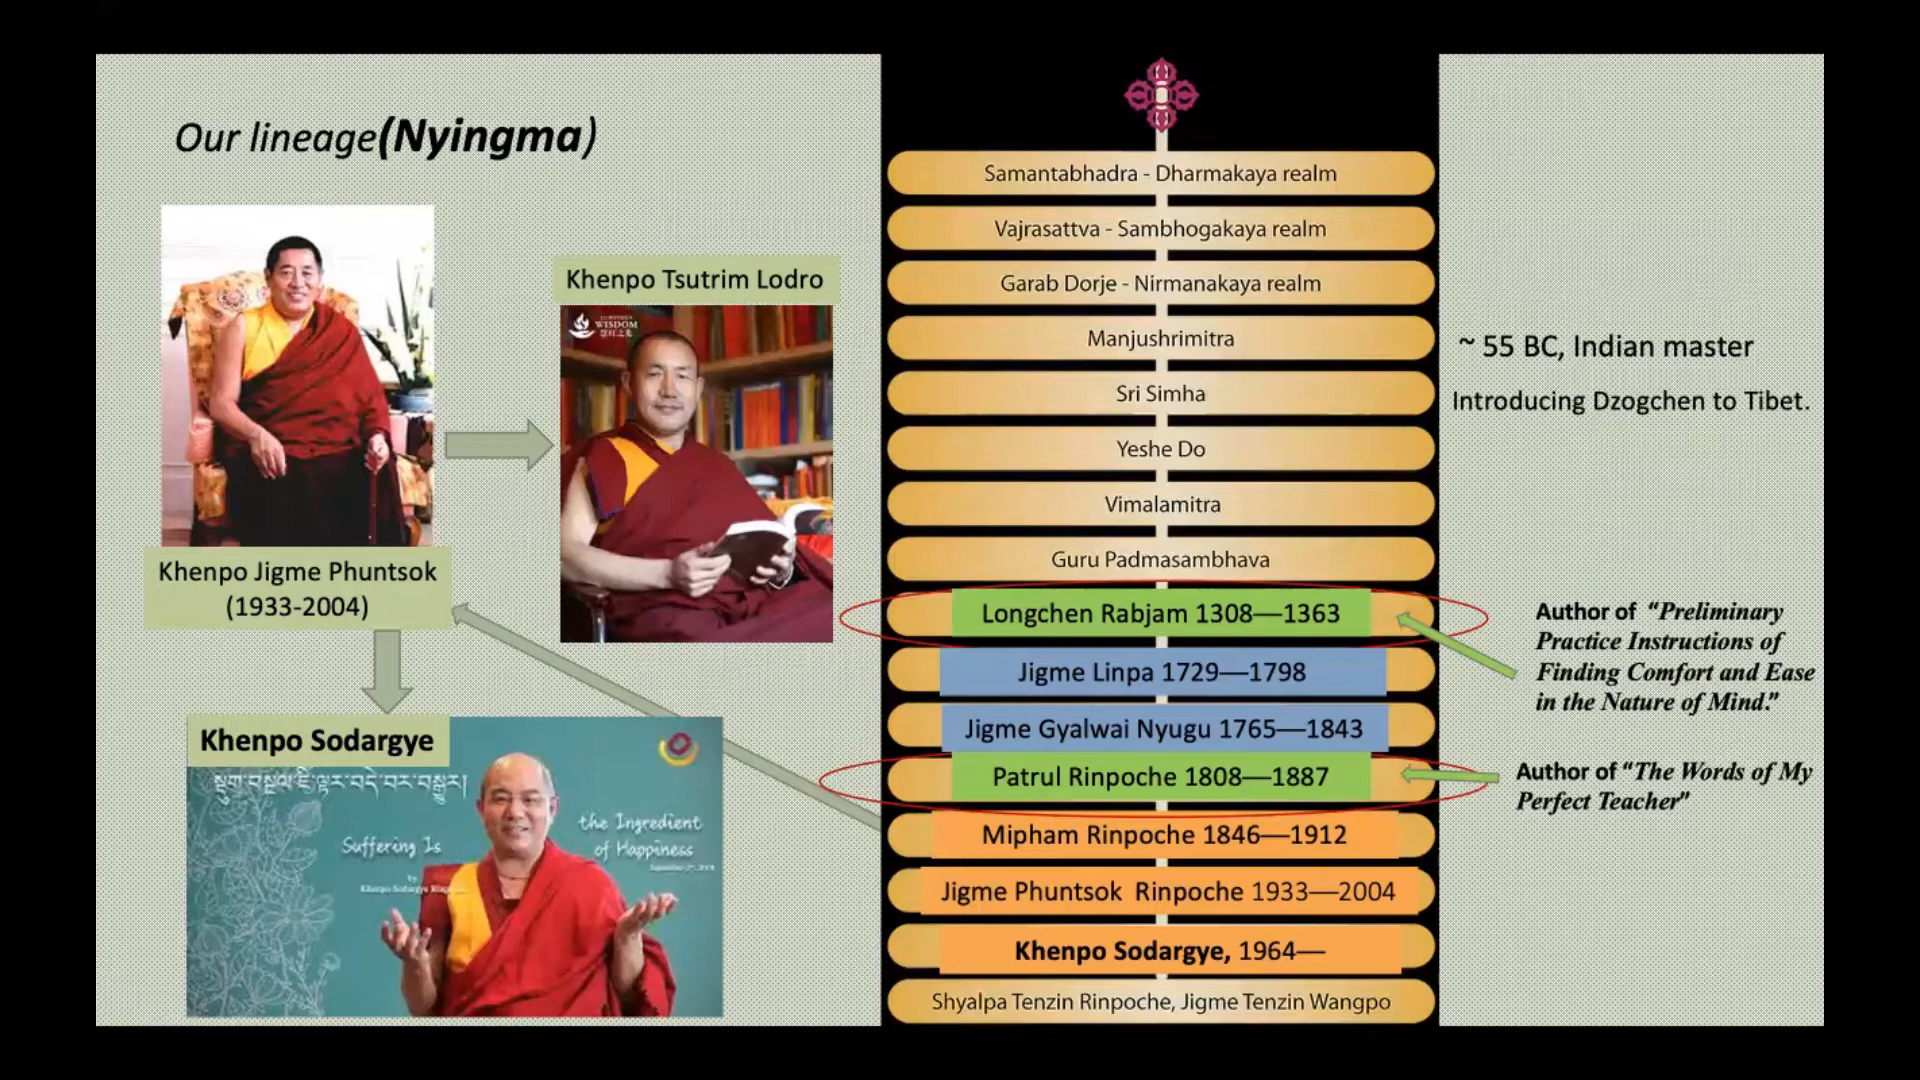 Our lineage(Nyingma)
Khenpo Tsutrim Lodro
WISDOM
Khenpo Jigme Phuntsok
(1933-2004)
Khenpo Sodargye
Suffering Is
the Ingredient
of Happiness
by
Samantabhadra - Dharmakaya realm
Vajrasattva - Sambhogakaya realm
Garab Dorje - Nirmanakaya realm
Manjushrimitra
Sri Simha
Yeshe Do
Vimalamitra
Guru Padmasambhava
Longchen Rabjam 1308—1363
Jigme Linpa 1729—1798
Jigme Gyalwai Nyugu 1765—1843
Patrul Rinpoche 1808—1887
Mipham Rinpoche 1846—1912
Jigme Phuntsok Rinpoche 1933—2004
Khenpo Sodargye, 1964—
Shyalpa Tenzin Rinpoche, Jigme Tenzin Wangpo
~ 55 BC, Indian master
Introducing Dzogchen to Tibet.
Author of “Preliminary
Practice Instructions of
Finding Comfort and Ease
in the Nature of Mind.”
Author of “The Words of My
Perfect Teacher”